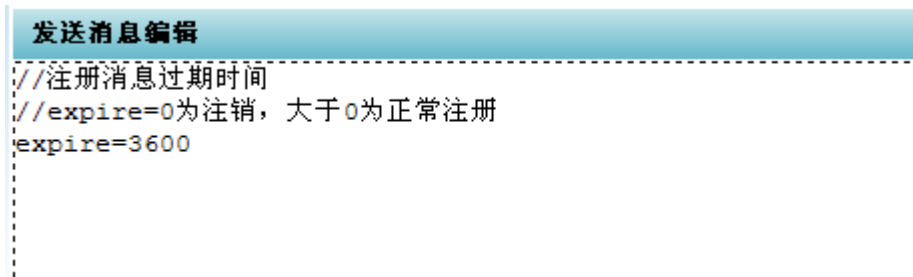 发送消息编辑
//注册消息过期时间
//expire=0为注销，大于0为正常注册
expire=3600